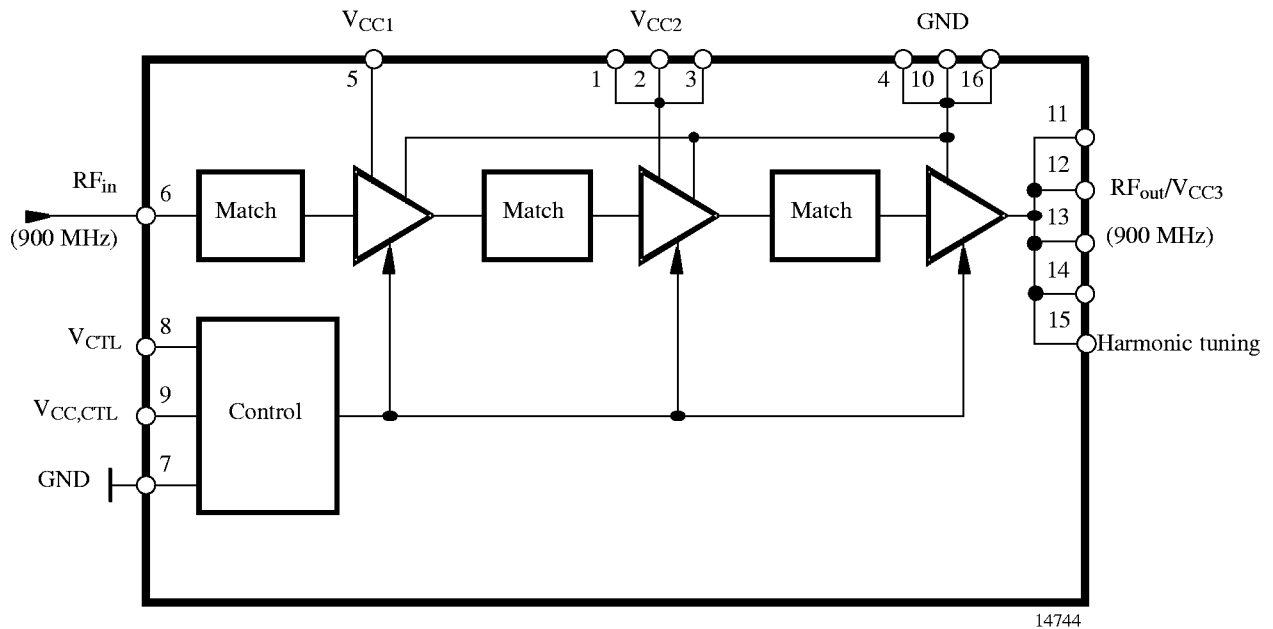 V_CC1 V_CC2 GND
5 1 2 3 4 10 16
11
RF_in 6 12 RF_out/V_CC3
Match Match Match
(900 MHz) 13 (900 MHz)
14
V_CTL 8 15 Harmonic tuning
V_CC,CTL 9 Control
GND 7
14744